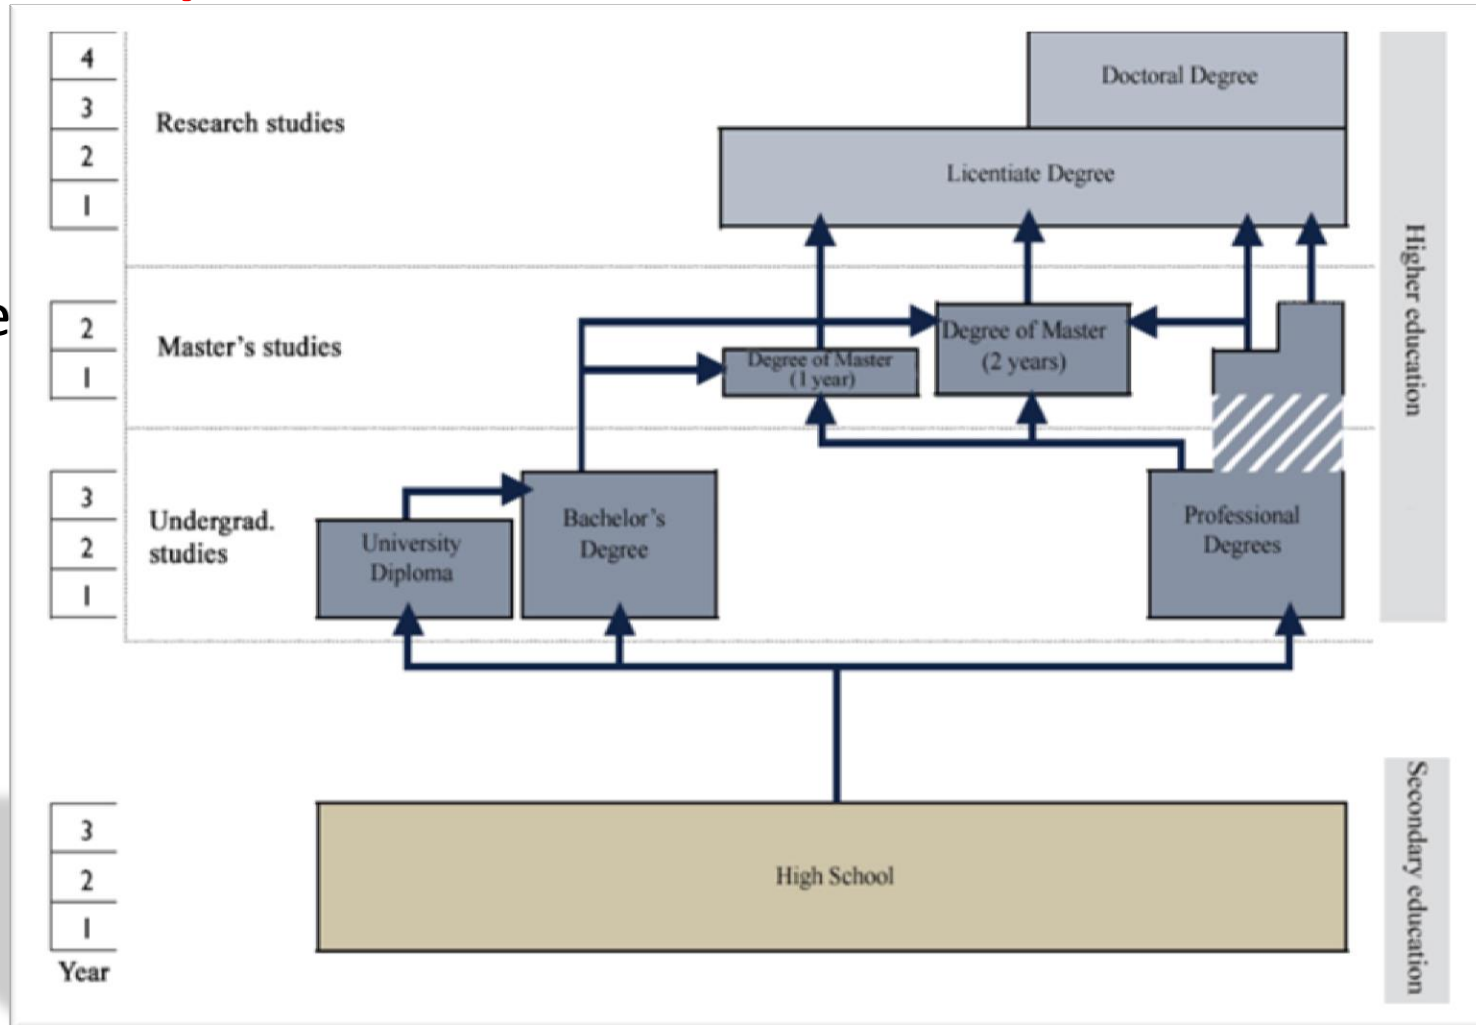 4
3
2
1
Research studies
Doctoral Degree
Licentiate Degree
Higher education
e
2
1
Master's studies
Degree of Master
(1 year)
Degree of Master
(2 years)
3
2
1
Undergrad.
studies
University
Diploma
Bachelor's
Degree
Professional
Degrees
3
2
1
Year
High School
Secondary education